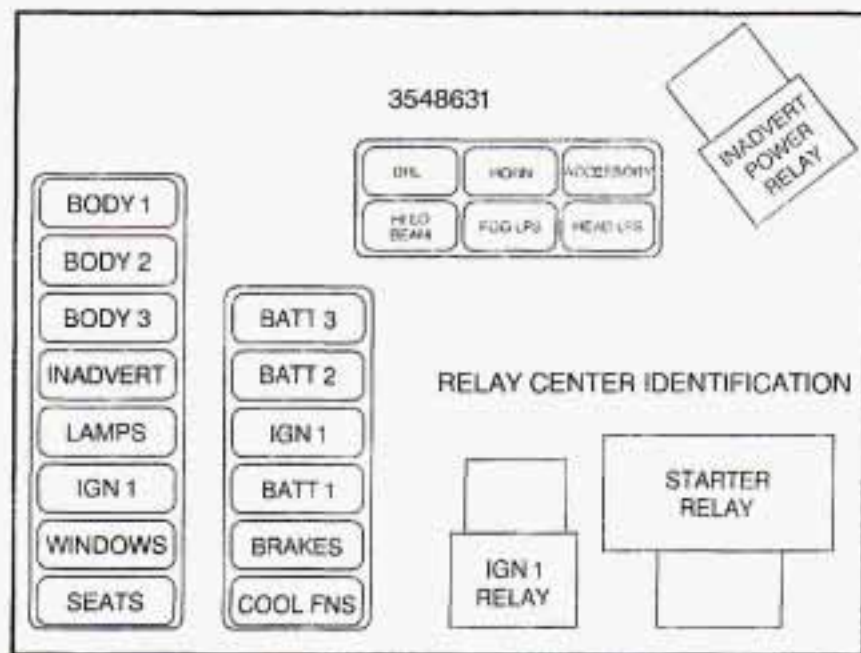 3548631
INADVERT
POWER
RELAY
DRL
HORN
ACCESSORY
HI LO
BEAM
FOG LPS
HEAD LPS
BODY 1
BODY 2
BODY 3
INADVERT
LAMPS
IGN 1
WINDOWS
SEATS
BATT 3
BATT 2
IGN 1
BATT 1
BRAKES
COOL FNS
RELAY CENTER IDENTIFICATION
IGN 1
RELAY
STARTER
RELAY